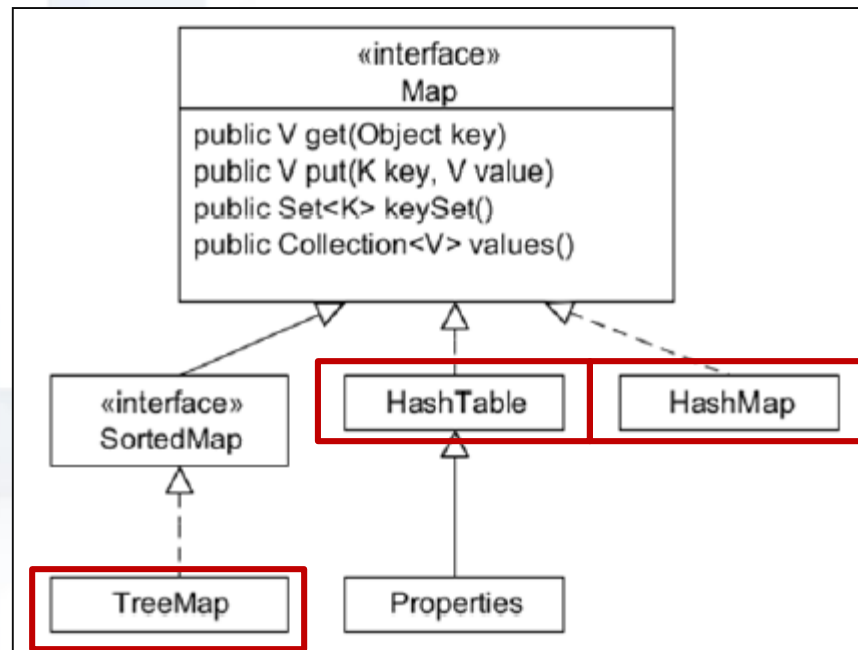 «interface»
Map
public V get(Object key)
public V put(K key, V value)
public Set<K> keySet()
public Collection<V> values()
«interface»
SortedMap
HashTable
HashMap
TreeMap
Properties